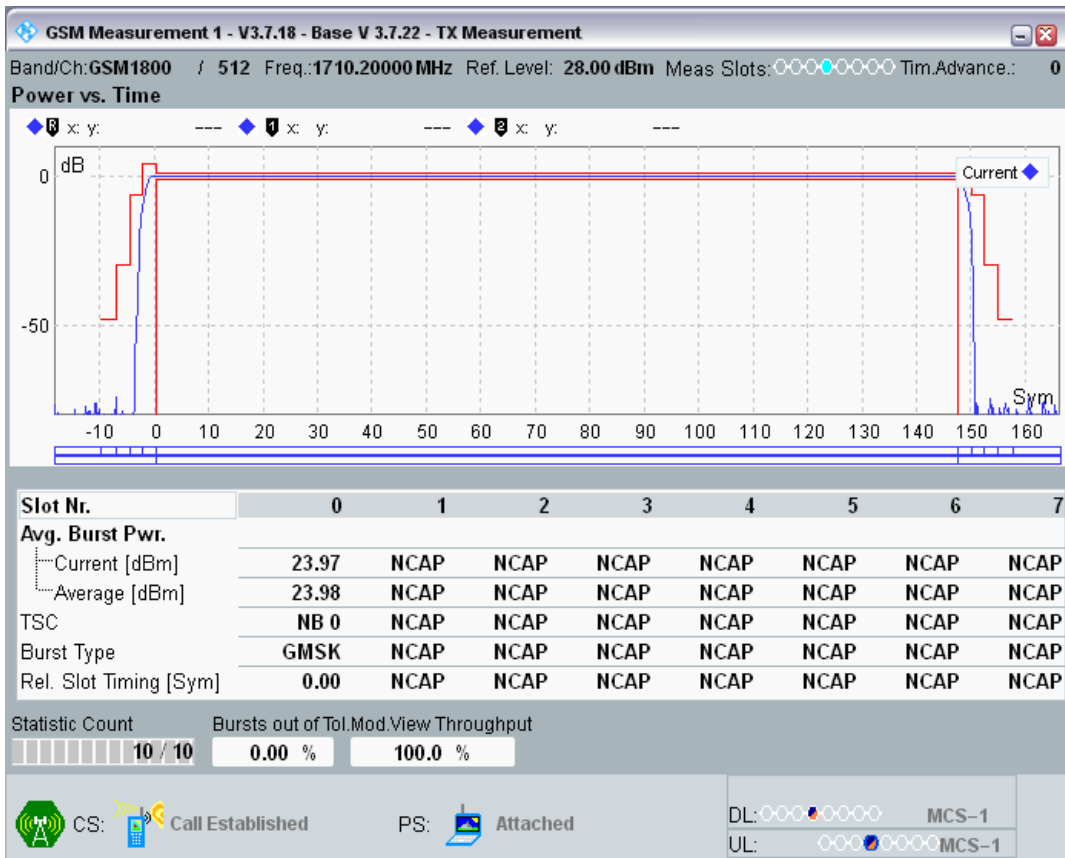 GSM Measurement 1 - V3.7.18 - Base V 3.7.22 - TX Measurement
Band/Ch:GSM1800 / 512 Freq.:1710.20000 MHz Ref. Level: 28.00 dBm Meas Slots: Tim.Advance.: 0
Power vs. Time
R x: y: --- 1 x: y: --- 2 x: y: ---
dB
Current
0
-50
Sym
-10 0 10 20 30 40 50 60 70 80 90 100 110 120 130 140 150 160
Slot Nr. 0 1 2 3 4 5 6 7
Avg. Burst Pwr.
Current [dBm] 23.97 NCAP NCAP NCAP NCAP NCAP NCAP NCAP
Average [dBm] 23.98 NCAP NCAP NCAP NCAP NCAP NCAP NCAP
TSC NB 0 NCAP NCAP NCAP NCAP NCAP NCAP NCAP
Burst Type GMSK NCAP NCAP NCAP NCAP NCAP NCAP NCAP
Rel. Slot Timing [Sym] 0.00 NCAP NCAP NCAP NCAP NCAP NCAP NCAP
Statistic Count Bursts out of Tol.Mod.View Throughput
10 / 10 0.00 % 100.0 %
CS: Call Established PS: Attached
DL: MCS-1
UL: MCS-1